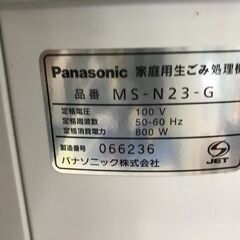 Panasonic 家庭用生ごみ処理機
品番 MS-N23-G
定格電圧 100 V
定格周波数 50-60 Hz
定格消費電力 800 W
製造番号 066236
パナソニック株式会社
JET